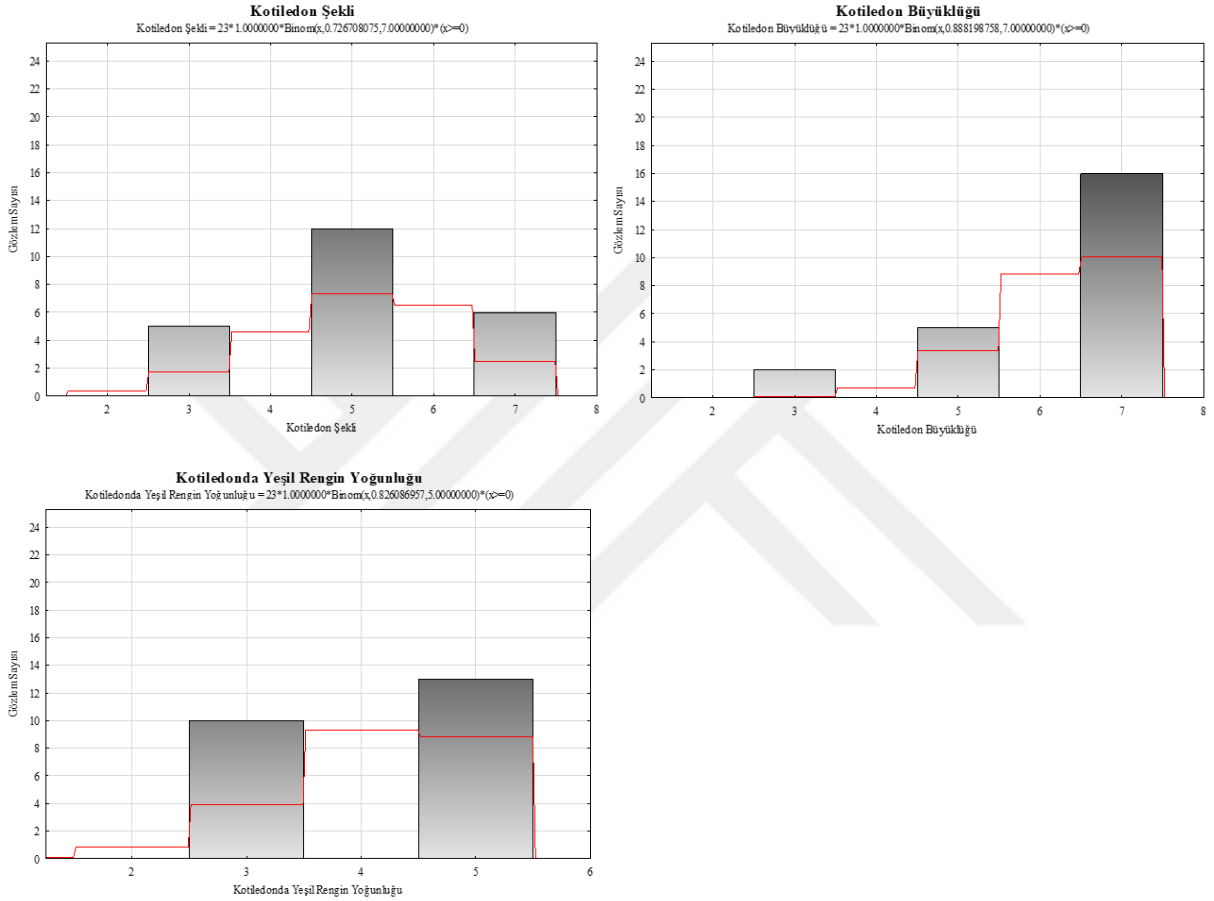 Kotiledon Şekli
Kotiledon Şekli = 23*1.0000000*Binom(x,0.726708075,7.00000000)*(x>=0)
24
22
20
18
16
14
12
10
8
6
4
2
0
Gözlem Sayısı
2 3 4 5 6 7 8
Kotiledon Şekli
Kotiledon Büyüklüğü
Kotiledon Büyüklüğü = 23*1.0000000*Binom(x,0.888198758,7.00000000)*(x>=0)
24
22
20
18
16
14
12
10
8
6
4
2
0
Gözlem Sayısı
2 3 4 5 6 7 8
Kotiledon Büyüklüğü
Kotiledonda Yeşil Rengin Yoğunluğu
Kotiledonda Yeşil Rengin Yoğunluğu = 23*1.0000000*Binom(x,0.826086957,5.00000000)*(x>=0)
24
22
20
18
16
14
12
10
8
6
4
2
0
Gözlem Sayısı
2 3 4 5 6
Kotiledonda Yeşil Rengin Yoğunluğu